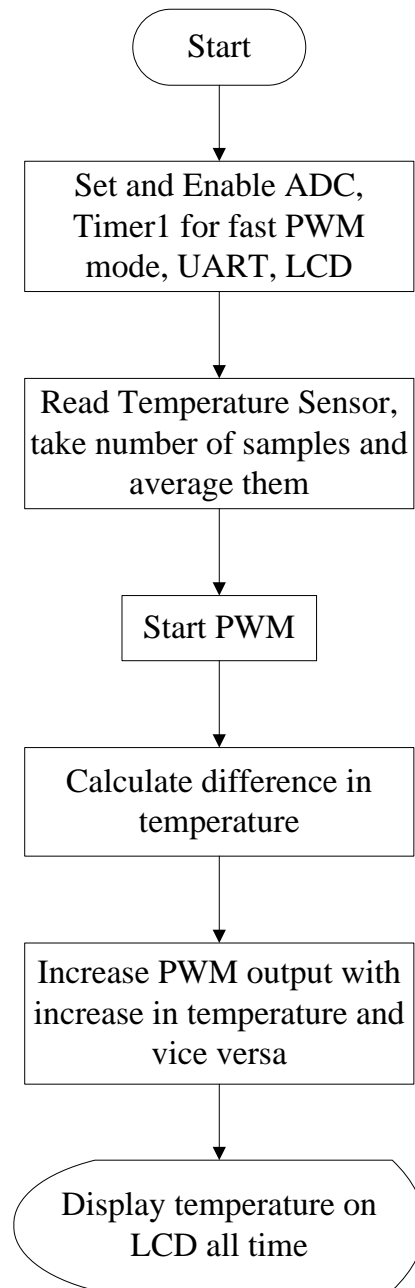 Start
Set and Enable ADC,
Timer1 for fast PWM
mode, UART, LCD
Read Temperature Sensor,
take number of samples and
average them
Start PWM
Calculate difference in
temperature
Increase PWM output with
increase in temperature and
vice versa
Display temperature on
LCD all time